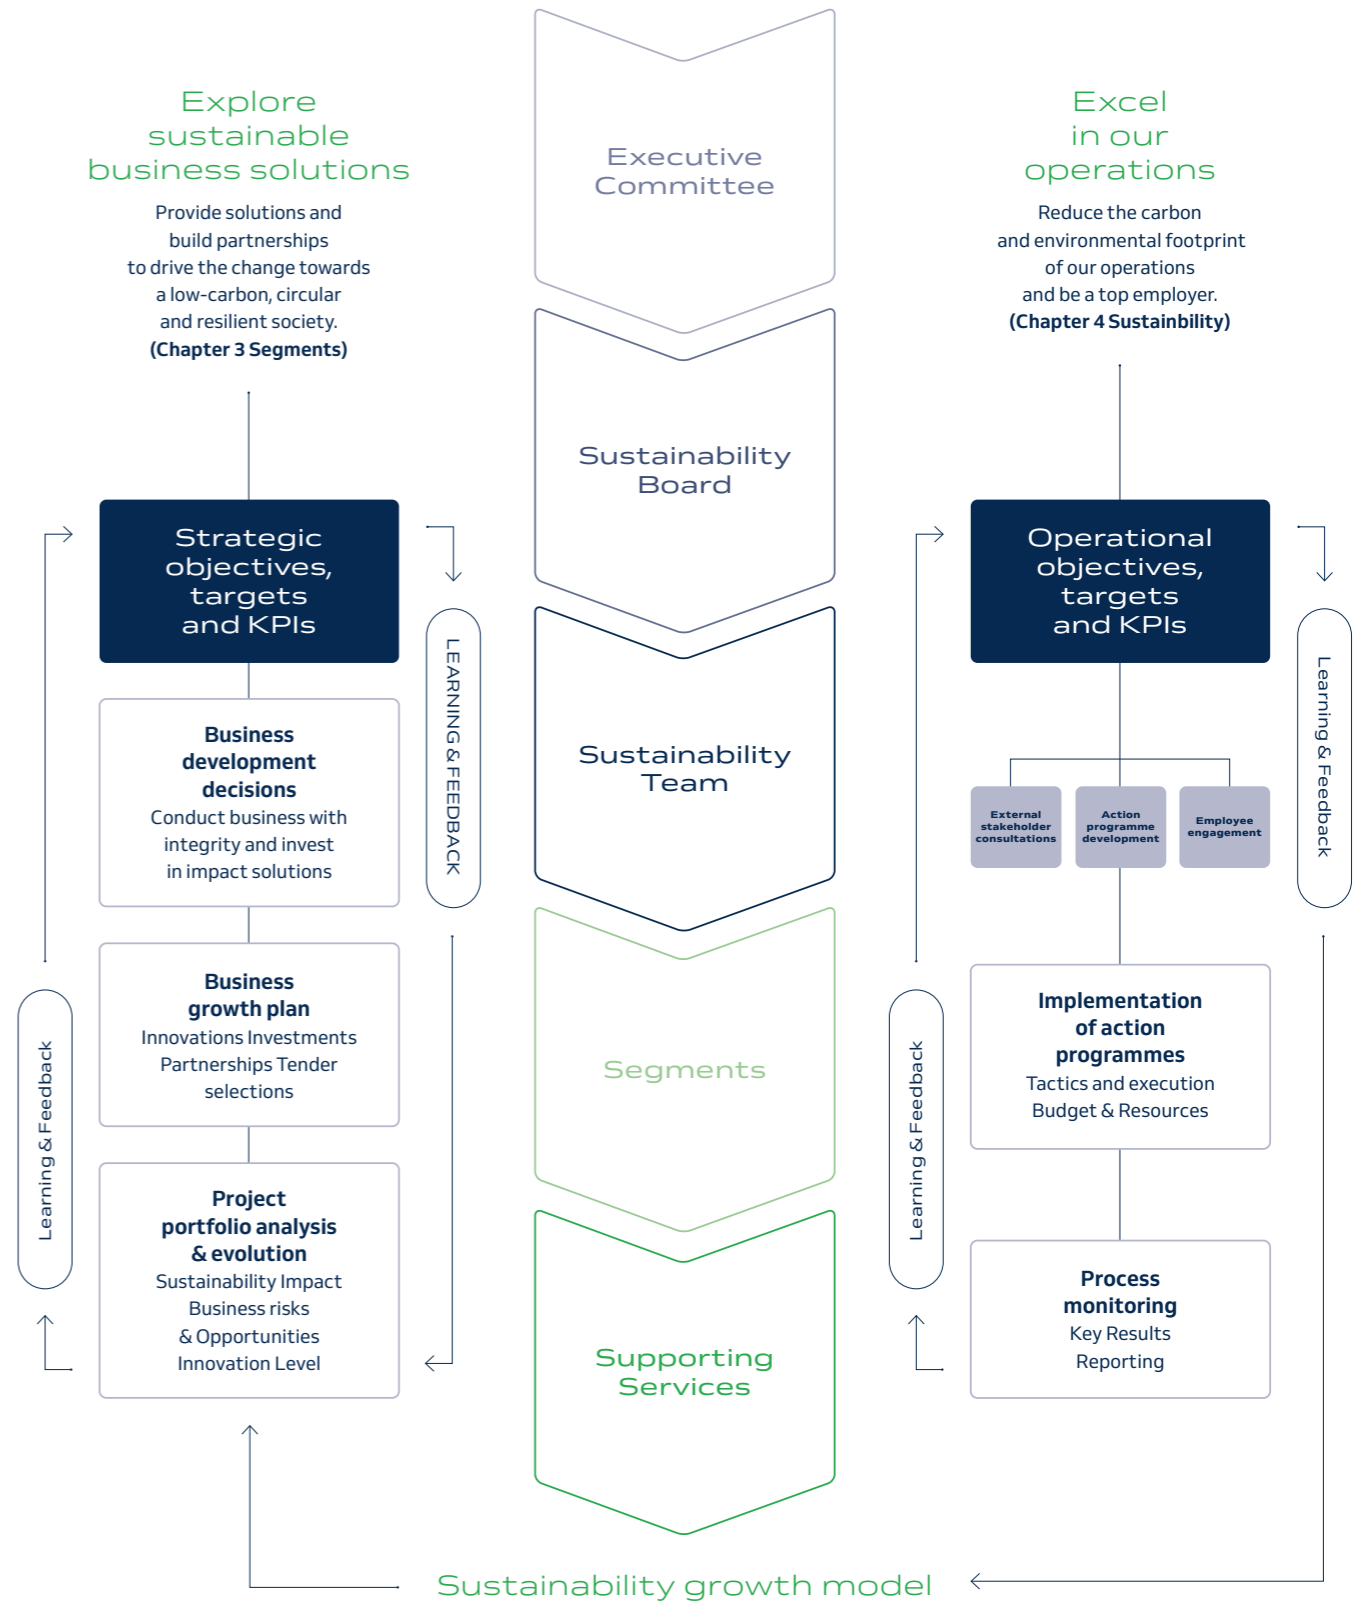 Explore
sustainable
business solutions
Provide solutions and
build partnerships
to drive the change towards
a low-carbon, circular
and resilient society.
(Chapter 3 Segments)
Strategic
objectives,
targets
and KPIs
LEARNING & FEEDBACK
Business
development
decisions
Conduct business with
integrity and invest
in impact solutions
Business
growth plan
Innovations Investments
Partnerships Tender
selections
Learning & Feedback
Project
portfolio analysis
& evolution
Sustainability Impact
Business risks
& Opportunities
Innovation Level
Executive
Committee
Sustainability
Board
Sustainability
Team
Segments
Supporting
Services
Excel
in our
operations
Reduce the carbon
and environmental footprint
of our operations
and be a top employer.
(Chapter 4 Sustainbility)
Operational
objectives,
targets
and KPIs
Learning & Feedback
External
stakeholder
consultations
Action
programme
development
Employee
engagement
Implementation
of action
programmes
Tactics and execution
Budget & Resources
Learning & Feedback
Process
monitoring
Key Results
Reporting
Sustainability growth model